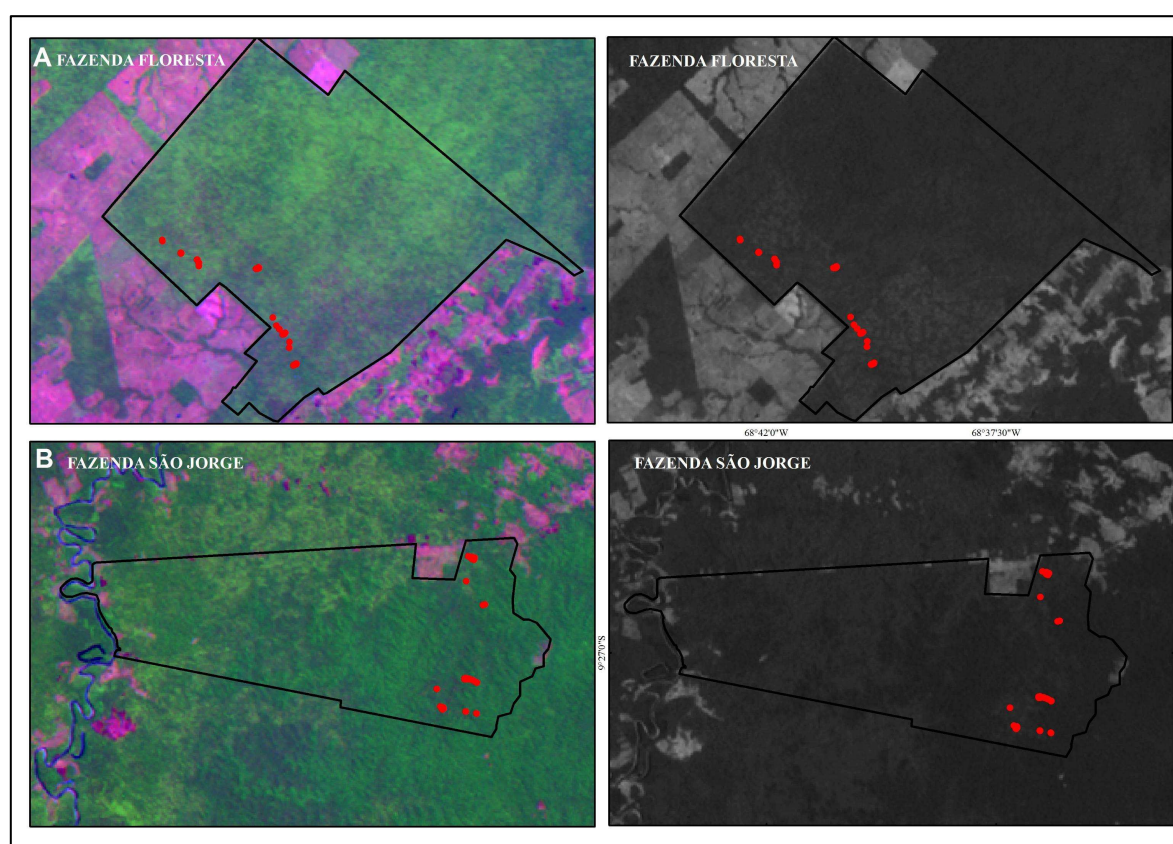 A FAZENDA FLORESTA
FAZENDA FLORESTA
68°42'0"W 68°37'30"W
B FAZENDA SÃO JORGE
FAZENDA SÃO JORGE
9°27'0"S